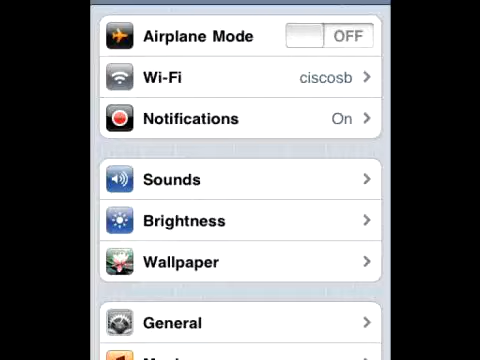 Airplane Mode OFF
Wi-Fi ciscosb
Notifications On
Sounds
Brightness
Wallpaper
General